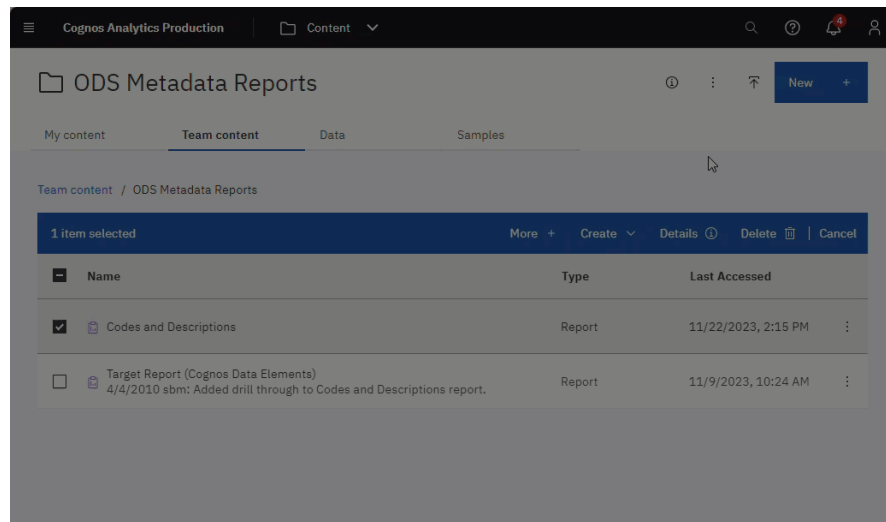 Cognos Analytics Production Content 4
ODS Metadata Reports New +
My content Team content Data Samples
Team content / ODS Metadata Reports
1 item selected More + Create Details Delete | Cancel
Name Type Last Accessed
Codes and Descriptions Report 11/22/2023, 2:15 PM
Target Report (Cognos Data Elements)
4/4/2010 sbm: Added drill through to Codes and Descriptions report. Report 11/9/2023, 10:24 AM